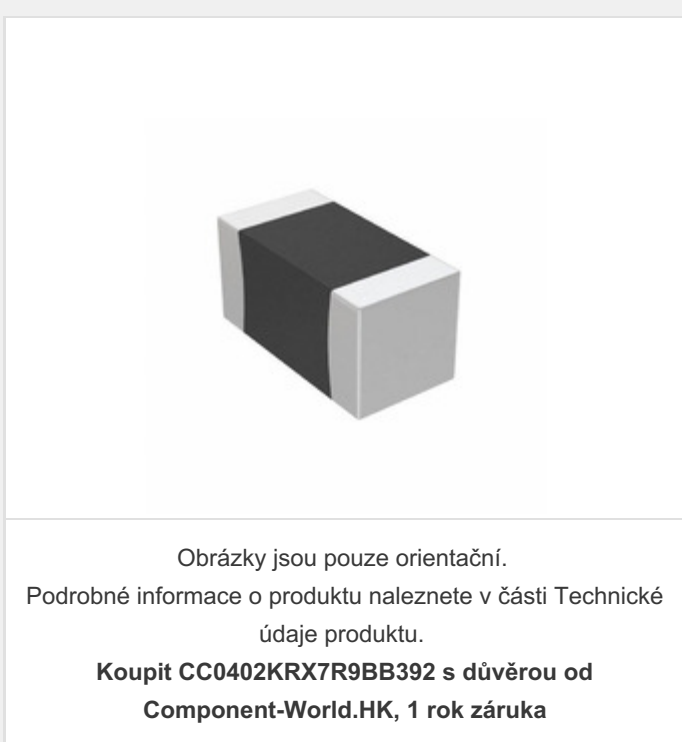 Obrázky jsou pouze orientační.
Podrobné informace o produktu naleznete v části Technické
údaje produktu.
Koupit CC0402KRX7R9BB392 s důvěrou od
Component-World.HK, 1 rok záruka